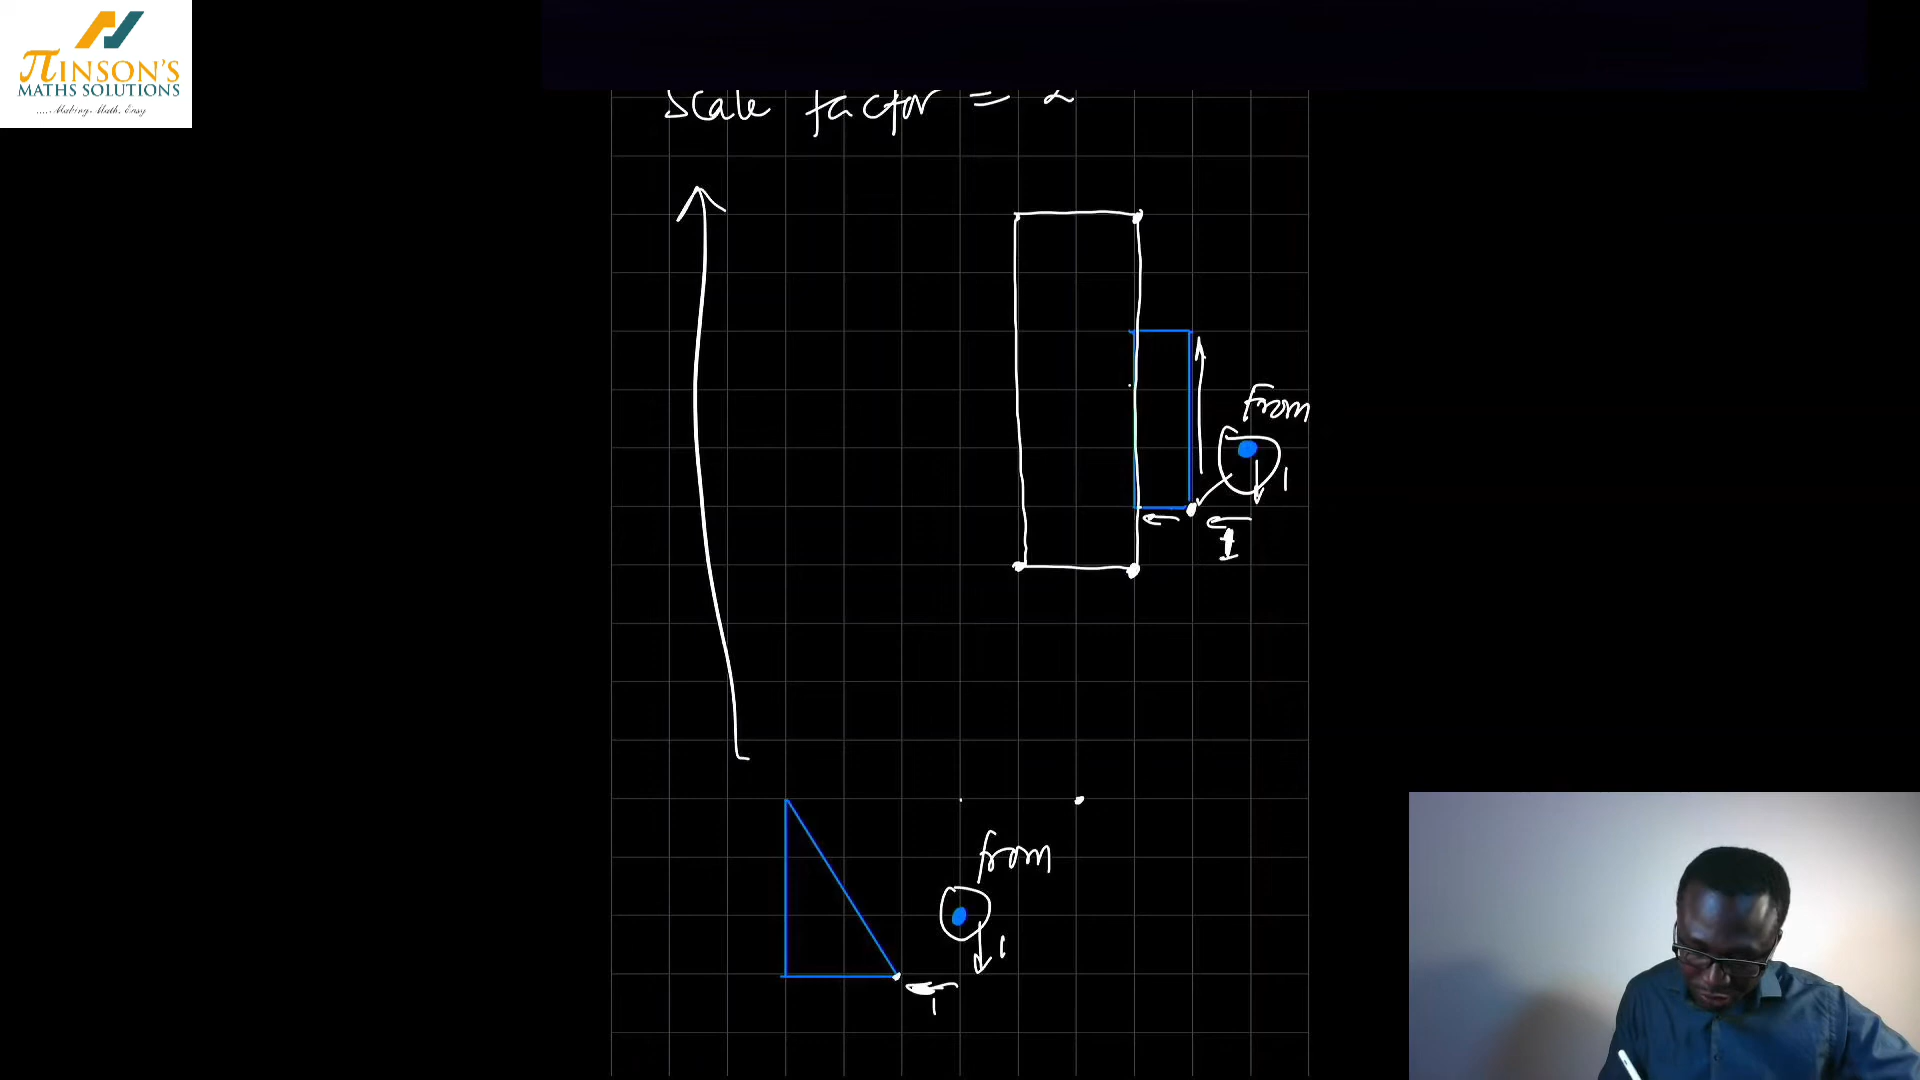 πINSON'S
MATHS SOLUTIONS
....Making Math Easy
Scale factor = 2
From
1
1
from
1
1